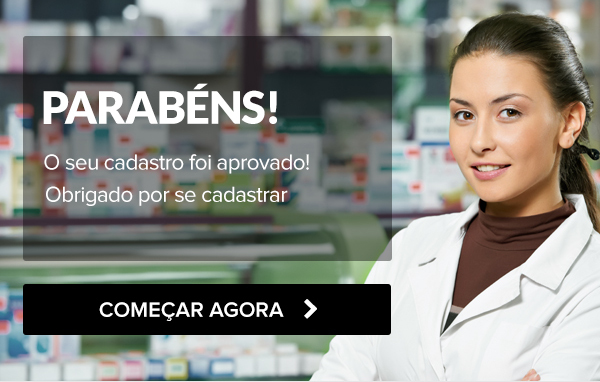 PARABÉNS!
O seu cadastro foi aprovado!
Obrigado por se cadastrar
COMEÇAR AGORA